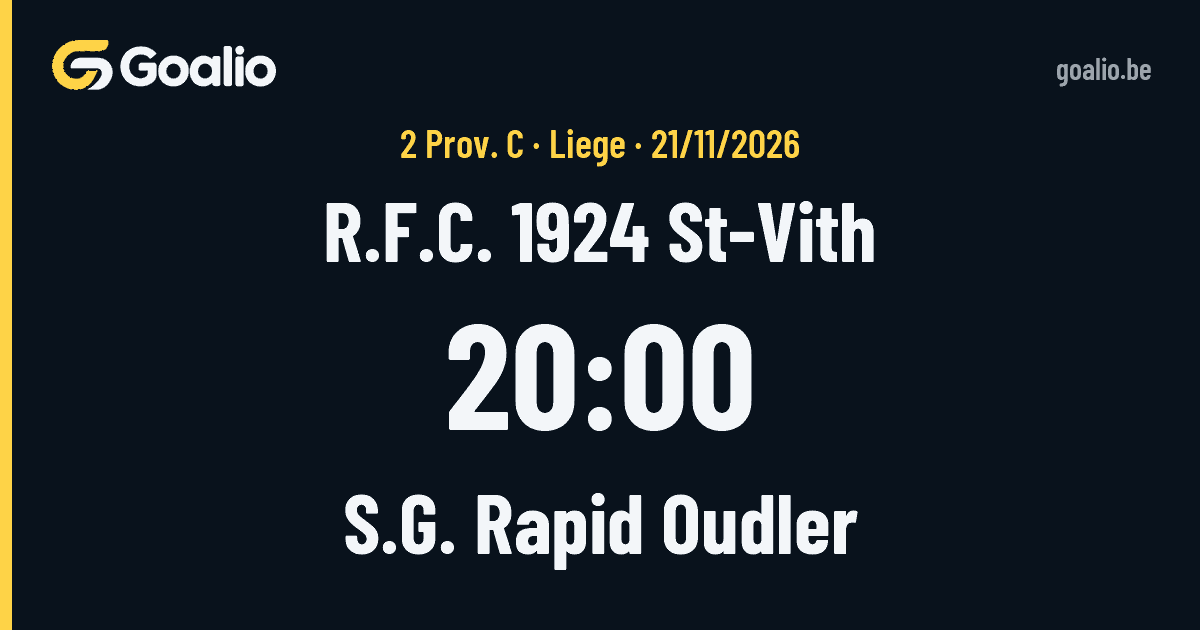 Goalio
goalio.be
2 Prov. C · Liege · 21/11/2026
R.F.C. 1924 St-Vith
20:00
S.G. Rapid Oudler